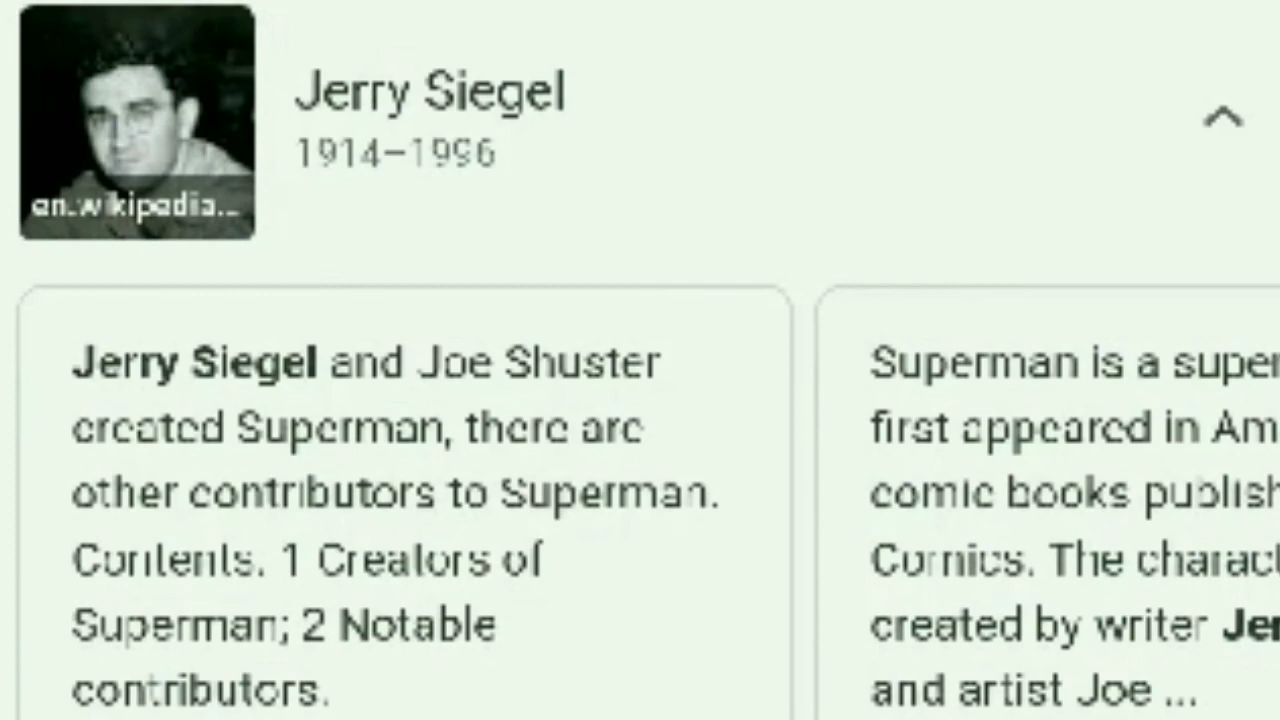 Jerry Siegel
1914–1996
en.wikipedia...
Jerry Siegel and Joe Shuster
created Superman, there are
other contributors to Superman.
Contents. 1 Creators of
Superman; 2 Notable
contributors.
Superman is a super
first appeared in Am
comic books publish
Comics. The charact
created by writer Jer
and artist Joe ...